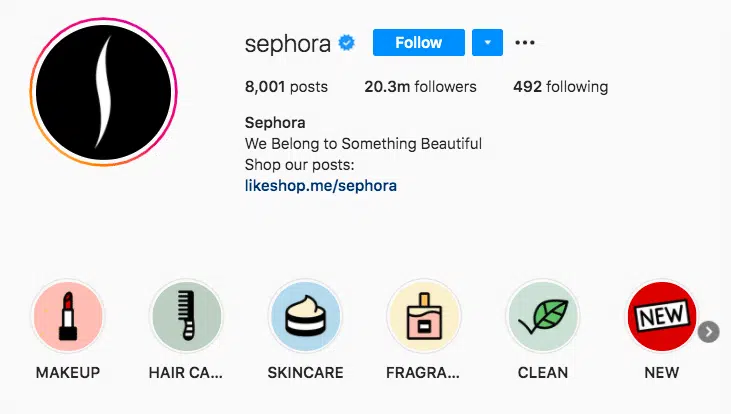 sephora Follow
8,001 posts 20.3m followers 492 following
Sephora
We Belong to Something Beautiful
Shop our posts:
likeshop.me/sephora
NEW
MAKEUP HAIR CA... SKINCARE FRAGRA... CLEAN NEW